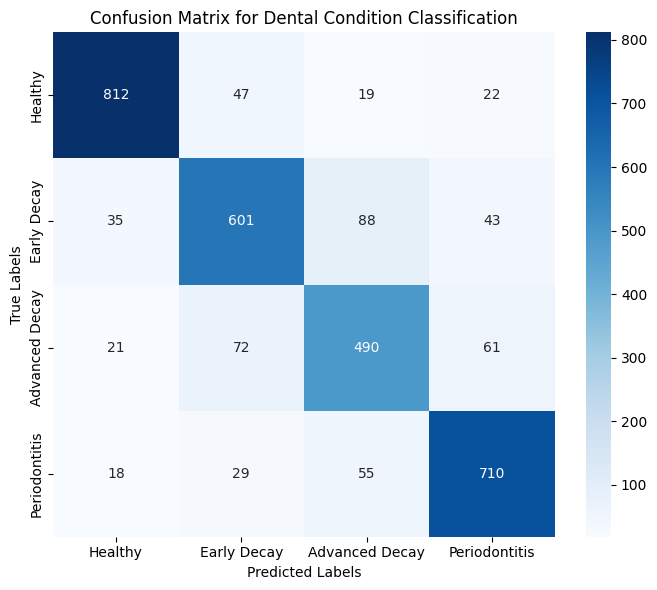 Confusion Matrix for Dental Condition Classification
True Labels
Healthy
812 47 19 22
Early Decay
35 601 88 43
Advanced Decay
21 72 490 61
Periodontitis
18 29 55 710
Healthy Early Decay Advanced Decay Periodontitis
Predicted Labels
800
700
600
500
400
300
200
100